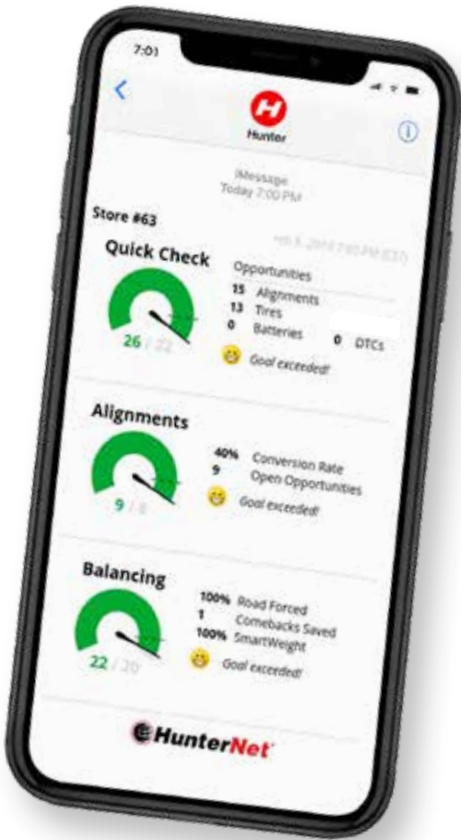 7:01
Hunter
iMessage
Today 7:00 PM
Store #63
Quick Check
26 / 22
Opportunities
15 Alignments
13 Tires
0 Batteries 0 DTCs
Goal exceeded!
Alignments
9 / 8
40% Conversion Rate
9 Open Opportunities
Goal exceeded!
Balancing
22 / 20
100% Road Forced
1 Comebacks Saved
100% SmartWeight
Goal exceeded!
HunterNet